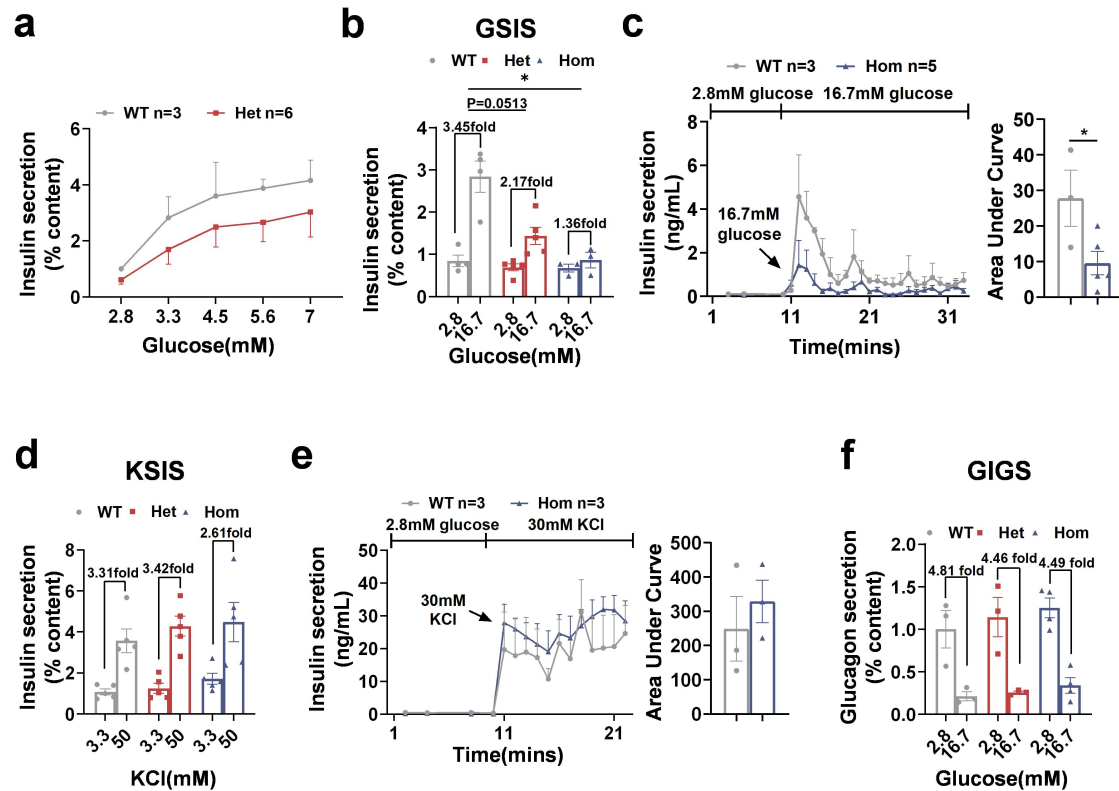 a
WT n=3
Het n=6
Insulin secretion
(% content)
6
4
2
0
2.8
3.3
4.5
5.6
7
Glucose(mM)
b
GSIS
WT
Het
Hom
*
P=0.0513
3.45fold
2.17fold
1.36fold
Insulin secretion
(% content)
4
3
2
1
0
2.8
16.7
2.8
16.7
2.8
16.7
Glucose(mM)
c
WT n=3
Hom n=5
2.8mM glucose
16.7mM glucose
Insulin secretion
(ng/mL)
8
6
4
2
0
16.7mM
glucose
1
11
21
31
Time(mins)
Area Under Curve
50
40
30
20
10
0
*
d
KSIS
WT
Het
Hom
3.31fold
3.42fold
2.61fold
Insulin secretion
(% content)
8
6
4
2
0
3.3
50
3.3
50
3.3
50
KCl(mM)
e
WT n=3
Hom n=3
2.8mM glucose
30mM KCl
Insulin secretion
(ng/mL)
50
40
30
20
10
0
30mM
KCl
1
11
21
Time(mins)
Area Under Curve
500
400
300
200
100
0
f
GIGS
WT
Het
Hom
4.81 fold
4.46 fold
4.49 fold
Glucagon secretion
(% content)
2.0
1.5
1.0
0.5
0.0
2.8
16.7
2.8
16.7
2.8
16.7
Glucose(mM)